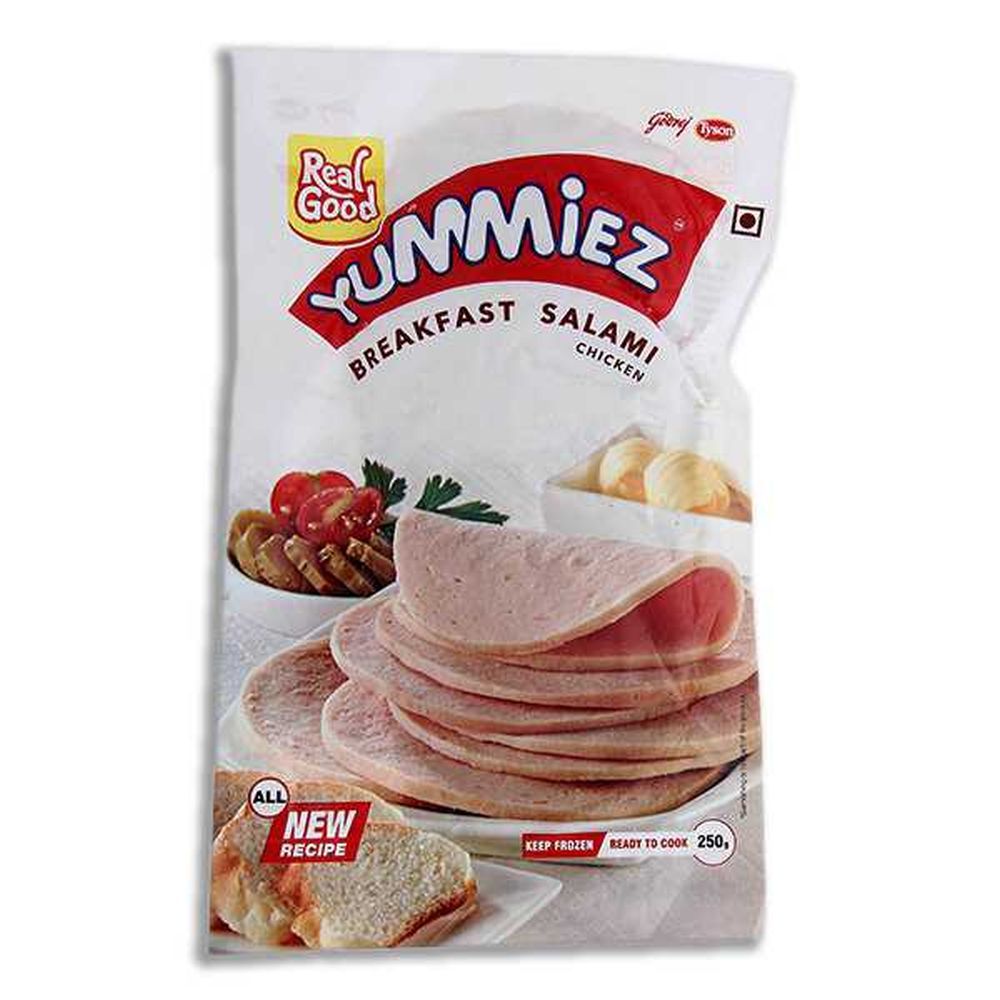 Godrej Tyson
Real
Good
YUMMiEZ
BREAKFAST SALAMI
CHICKEN
ALL
NEW
RECIPE
KEEP FROZEN READY TO COOK 250g